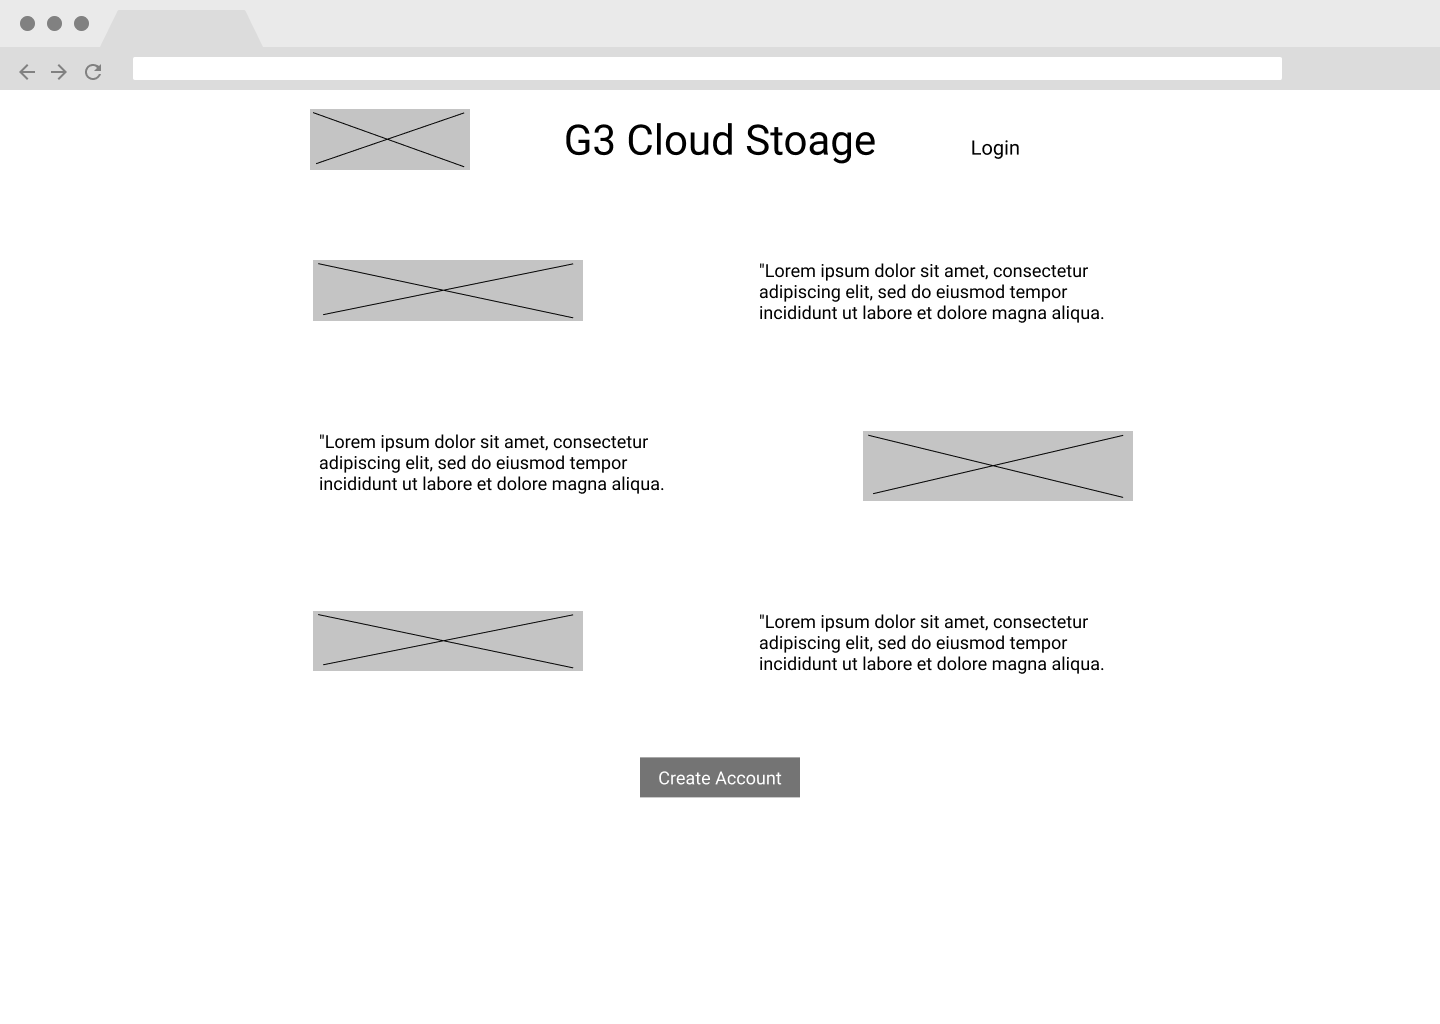 G3 Cloud Stoage
Login
"Lorem ipsum dolor sit amet, consectetur
adipiscing elit, sed do eiusmod tempor
incididunt ut labore et dolore magna aliqua.
"Lorem ipsum dolor sit amet, consectetur
adipiscing elit, sed do eiusmod tempor
incididunt ut labore et dolore magna aliqua.
"Lorem ipsum dolor sit amet, consectetur
adipiscing elit, sed do eiusmod tempor
incididunt ut labore et dolore magna aliqua.
Create Account